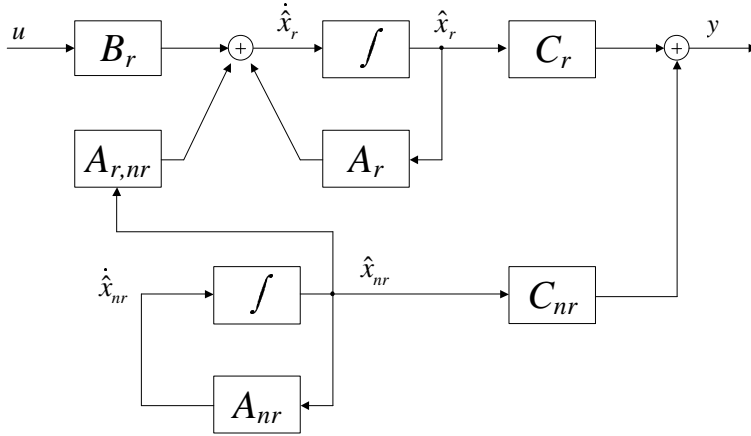 u
B_r
+
\dot{\hat{x}}_r
∫
\hat{x}_r
C_r
+
y
A_{r,nr}
A_r
\dot{\hat{x}}_{nr}
∫
\hat{x}_{nr}
C_{nr}
A_{nr}